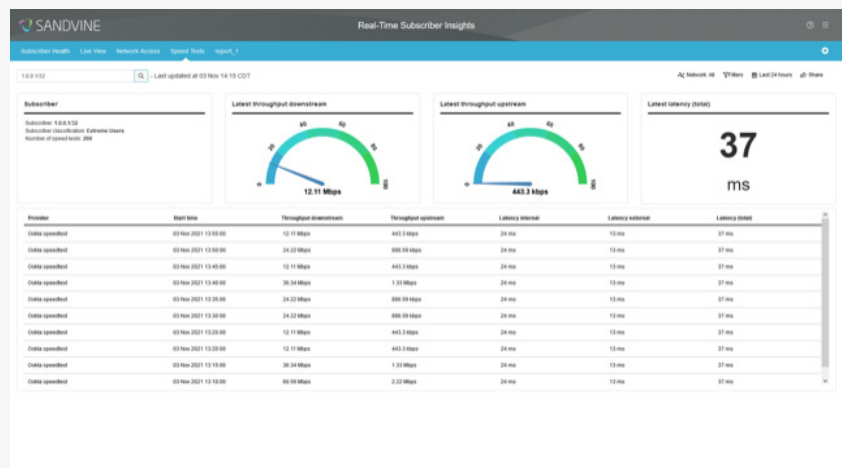 SANDVINE
Real-Time Subscriber Insights
Subscriber Health Live View Network Access Speed Tests report_1
1.0.0.1/32 - Last updated at 03 Nov 14:15 CDT
Network: All Filters Last 24 hours Share
Subscriber
Subscriber: 1.0.0.1/32
Subscriber classification: Extreme Users
Number of speed tests: 288
Latest throughput downstream
0 20 40 60 80 100
12.11 Mbps
Latest throughput upstream
0 20 40 60 80 100
443.3 kbps
Latest latency (total)
37
ms
Provider Start time Throughput downstream Throughput upstream Latency internal Latency external Latency (total)
Ookla speedtest 03 Nov 2021 13:55:00 12.11 Mbps 443.3 kbps 24 ms 13 ms 37 ms
Ookla speedtest 03 Nov 2021 13:50:00 24.22 Mbps 886.59 kbps 24 ms 13 ms 37 ms
Ookla speedtest 03 Nov 2021 13:45:00 12.11 Mbps 443.3 kbps 24 ms 13 ms 37 ms
Ookla speedtest 03 Nov 2021 13:40:00 36.34 Mbps 1.33 Mbps 24 ms 13 ms 37 ms
Ookla speedtest 03 Nov 2021 13:35:00 24.22 Mbps 886.59 kbps 24 ms 13 ms 37 ms
Ookla speedtest 03 Nov 2021 13:30:00 24.22 Mbps 886.59 kbps 24 ms 13 ms 37 ms
Ookla speedtest 03 Nov 2021 13:25:00 12.11 Mbps 443.3 kbps 24 ms 13 ms 37 ms
Ookla speedtest 03 Nov 2021 13:20:00 12.11 Mbps 443.3 kbps 24 ms 13 ms 37 ms
Ookla speedtest 03 Nov 2021 13:15:00 36.34 Mbps 1.33 Mbps 24 ms 13 ms 37 ms
Ookla speedtest 03 Nov 2021 13:10:00 60.56 Mbps 2.22 Mbps 24 ms 13 ms 37 ms